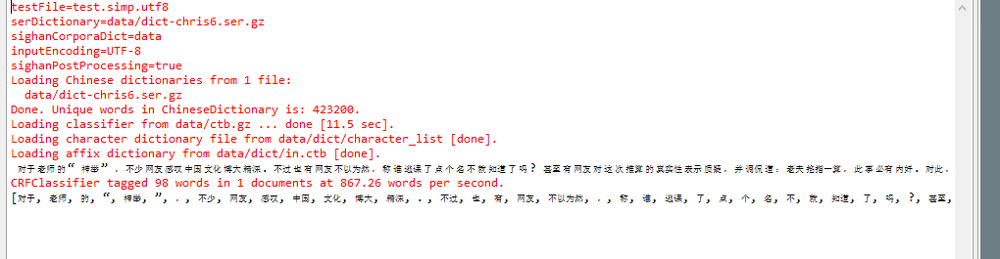 testFile=test.simp.utf8
serDictionary=data/dict-chris6.ser.gz
sighanCorporaDict=data
inputEncoding=UTF-8
sighanPostProcessing=true
Loading Chinese dictionaries from 1 file:
data/dict-chris6.ser.gz
Done. Unique words in ChineseDictionary is: 423200.
Loading classifier from data/ctb.gz ... done [11.5 sec].
Loading character dictionary file from data/dict/character_list [done].
Loading affix dictionary from data/dict/in.ctb [done].
对于老师的“神举”，不少网友感叹中国文化博大精深。不过也有网友不以为然，称谁逃课了点个名不就知道了吗？甚至有网友对这次推算的真实性表示质疑，并调侃道：老夫掐指一算，此事必有内奸。对此，
CRFClassifier tagged 98 words in 1 documents at 867.26 words per second.
[对于, 老师, 的, “, 神举, ”, ，, 不少, 网友, 感叹, 中国, 文化, 博大, 精深, 。, 不过, 也, 有, 网友, 不以为然, ，, 称, 谁, 逃课, 了, 点, 个, 名, 不, 就, 知道, 了, 吗, ？, 甚至,